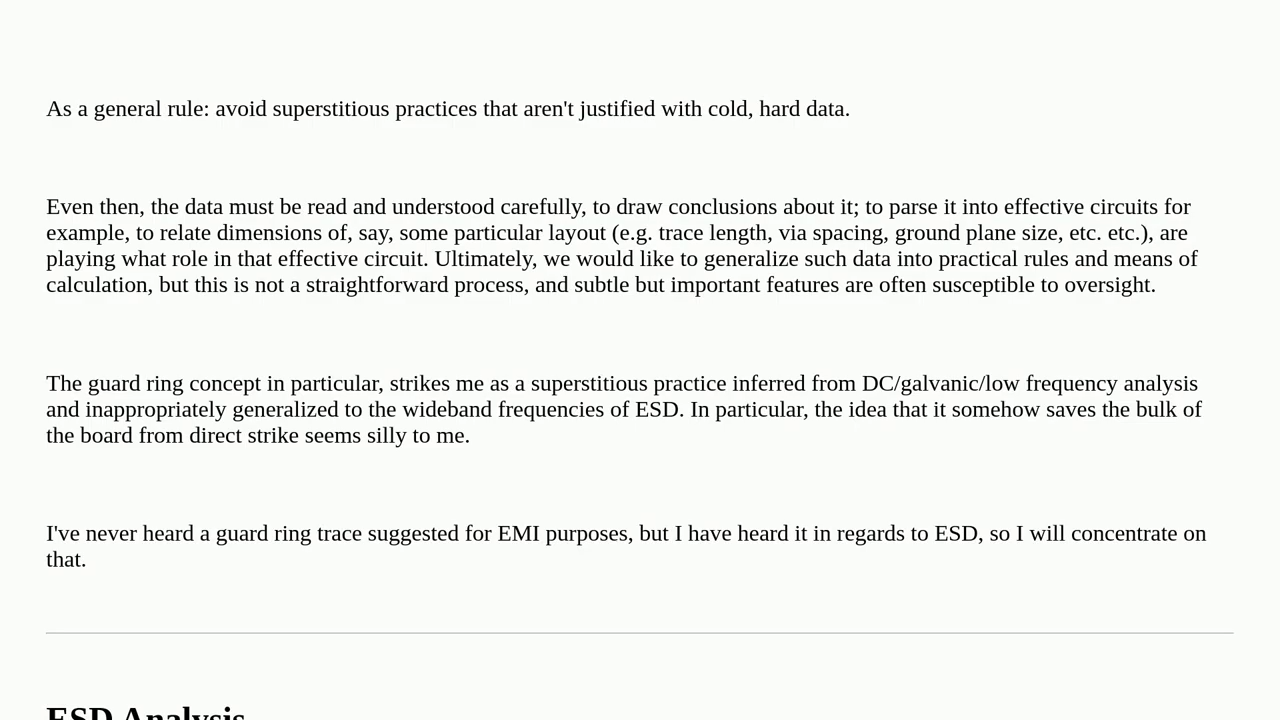 As a general rule: avoid superstitious practices that aren't justified with cold, hard data.
Even then, the data must be read and understood carefully, to draw conclusions about it; to parse it into effective circuits for
example, to relate dimensions of, say, some particular layout (e.g. trace length, via spacing, ground plane size, etc. etc.), are
playing what role in that effective circuit. Ultimately, we would like to generalize such data into practical rules and means of
calculation, but this is not a straightforward process, and subtle but important features are often susceptible to oversight.
The guard ring concept in particular, strikes me as a superstitious practice inferred from DC/galvanic/low frequency analysis
and inappropriately generalized to the wideband frequencies of ESD. In particular, the idea that it somehow saves the bulk of
the board from direct strike seems silly to me.
I've never heard a guard ring trace suggested for EMI purposes, but I have heard it in regards to ESD, so I will concentrate on
that.
ESD Analysis